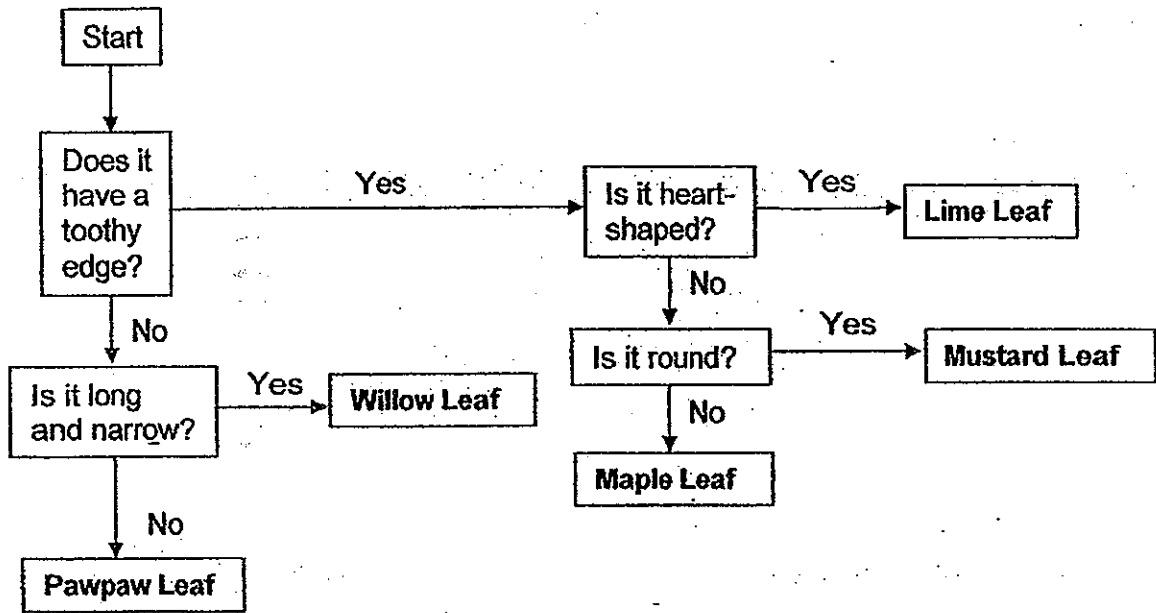 Start
Does it
have a
toothy
edge?
Yes
Is it heart-
shaped?
Yes
Lime Leaf
No
No
Is it long
and narrow?
Yes
Willow Leaf
Is it round?
Yes
Mustard Leaf
No
Maple Leaf
No
Pawpaw Leaf